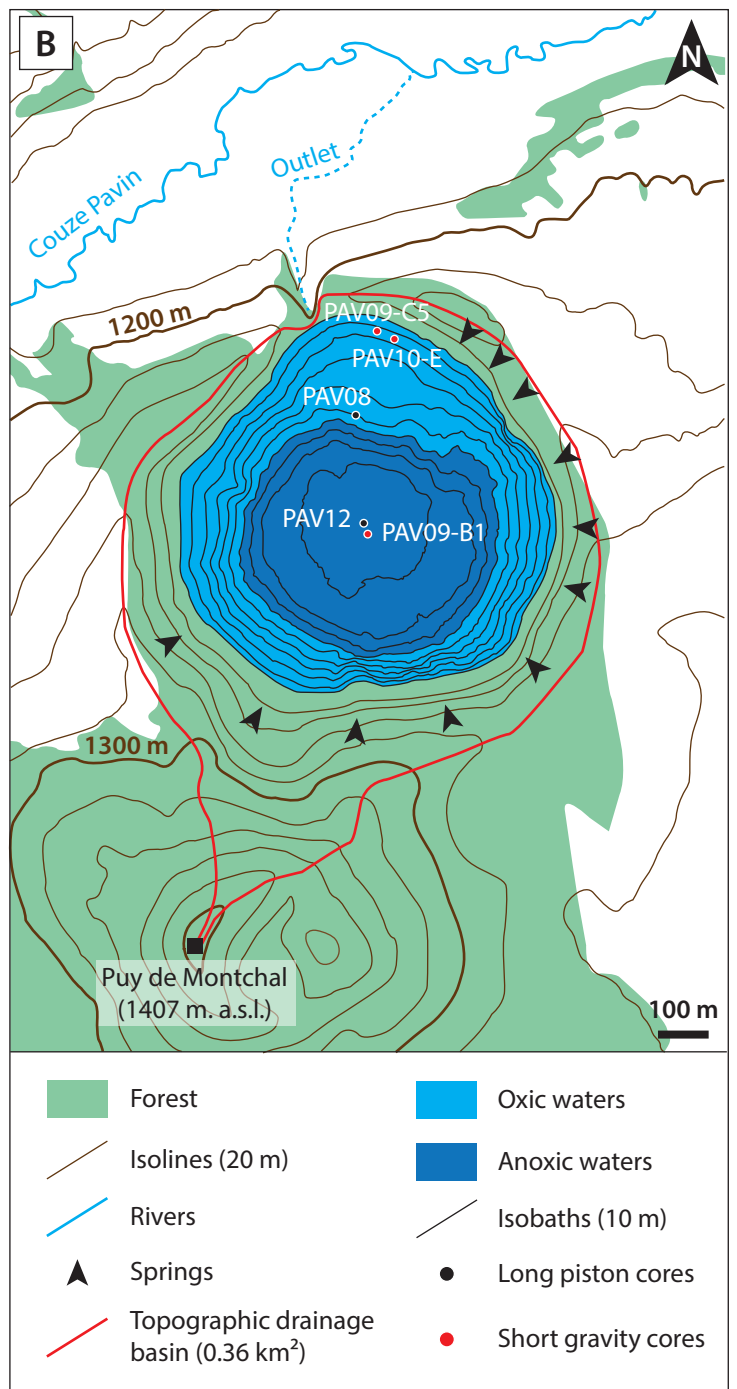 B
N
Outlet
Couze Pavin
1200 m
PAV09-C5
PAV10-E
PAV08
PAV12
PAV09-B1
1300 m
Puy de Montchal
(1407 m. a.s.l.)
100 m
Forest
Isolines (20 m)
Rivers
Springs
Topographic drainage
basin (0.36 km²)
Oxic waters
Anoxic waters
Isobaths (10 m)
Long piston cores
Short gravity cores